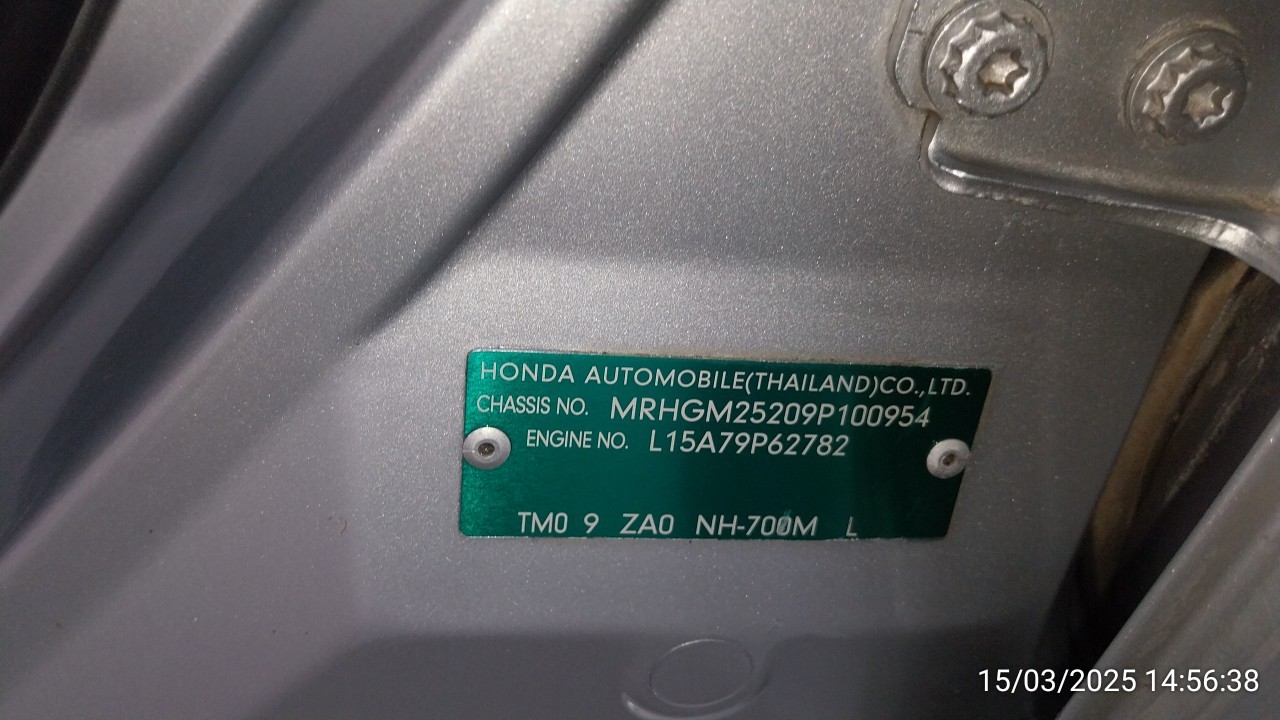 HONDA AUTOMOBILE(THAILAND)CO.,LTD.
CHASSIS NO. MRHGM25209P100954
ENGINE NO. L15A79P62782
TM0 9 ZA0 NH-700M L
15/03/2025 14:56:38